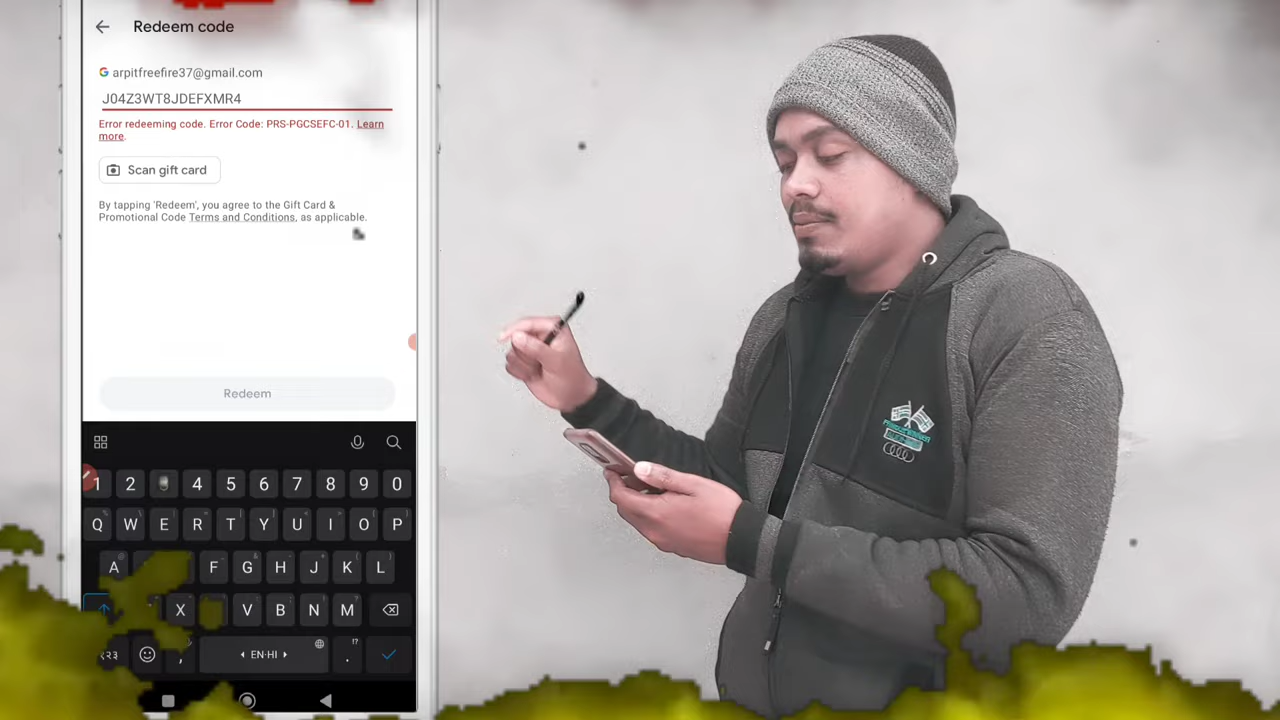 Redeem code
arpitfreefire37@gmail.com
J04Z3WT8JDEFXMR4
Error redeeming code. Error Code: PRS-PGCSEFC-01. Learn
more.
Scan gift card
By tapping 'Redeem', you agree to the Gift Card &
Promotional Code Terms and Conditions, as applicable.
Redeem
1 2 4 5 6 7 8 9 0
Q W E R T Y U I O P
A F G H J K L
X V B N M
२३ , EN·HI . !?